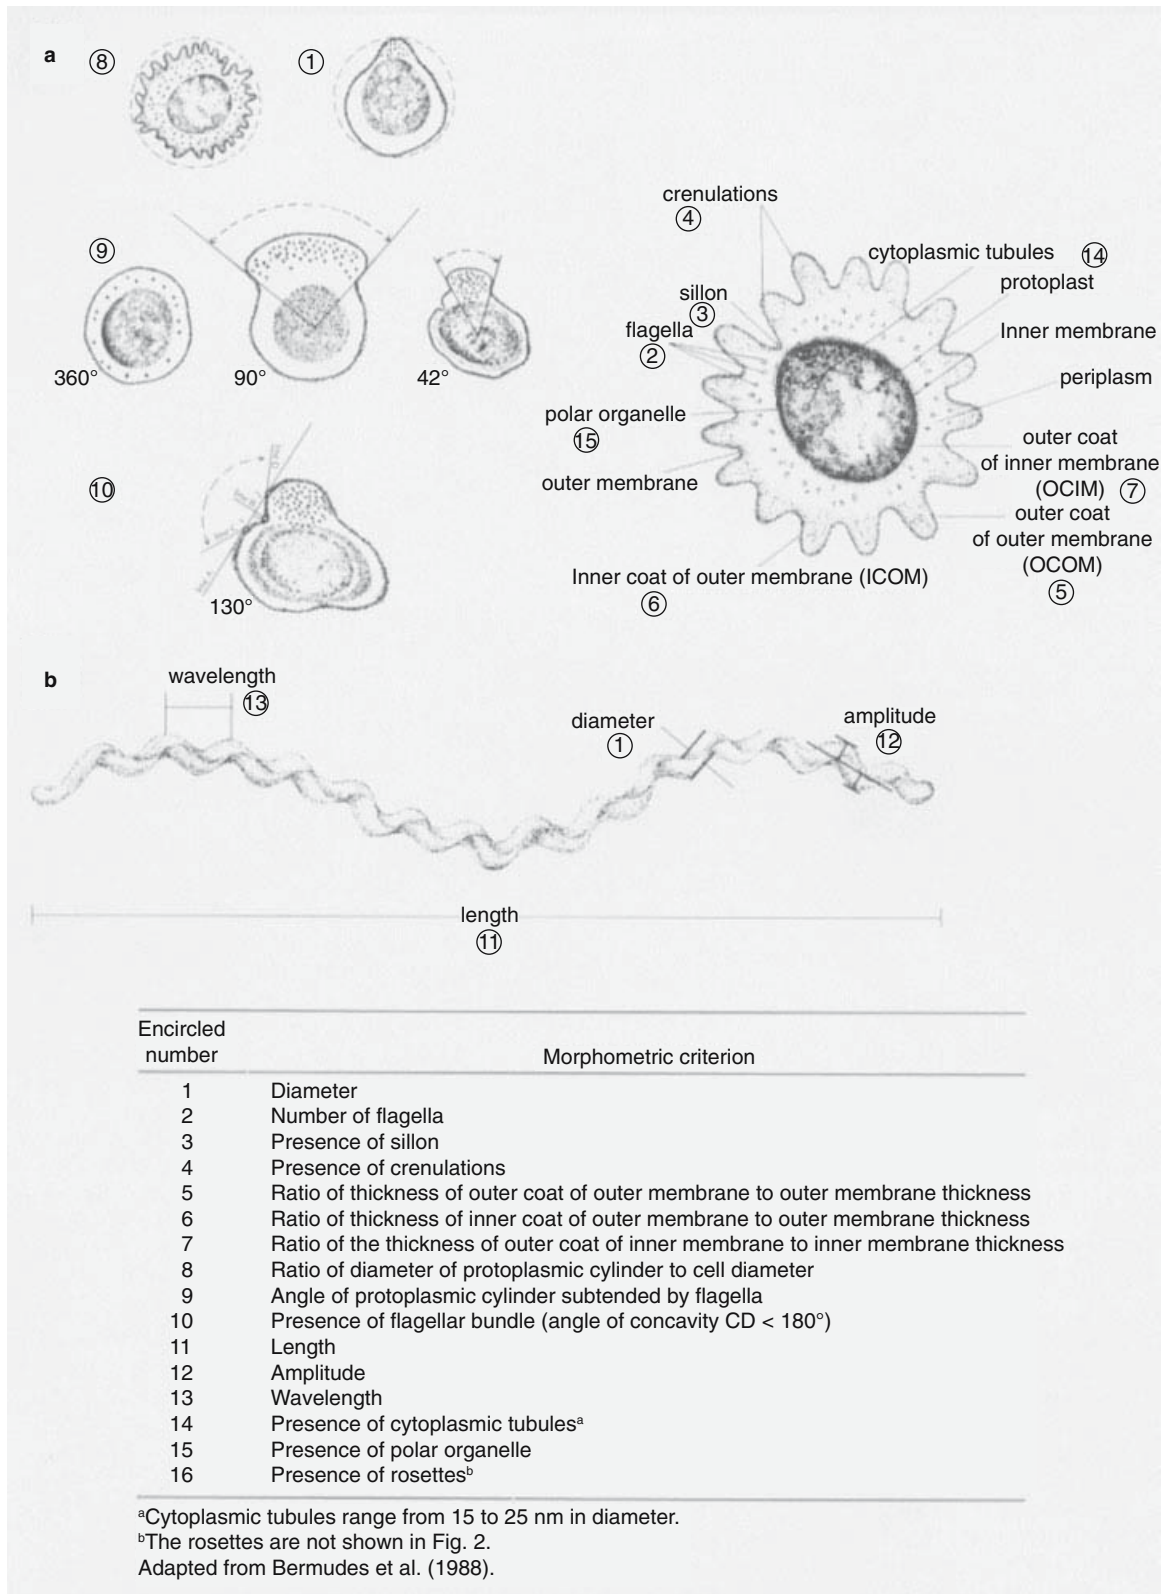 a
⑧
①
⑨
360°
90°
42°
⑩
130°
crenulations
④
cytoplasmic tubules ⑭
protoplast
sillon
③
flagella
②
Inner membrane
periplasm
polar organelle
⑮
outer membrane
outer coat
of inner membrane
(OCIM) ⑦
outer coat
of outer membrane
(OCOM)
⑤
Inner coat of outer membrane (ICOM)
⑥
b
wavelength
⑬
diameter
①
amplitude
⑫
length
⑪
Encircled
number Morphometric criterion
1 Diameter
2 Number of flagella
3 Presence of sillon
4 Presence of crenulations
5 Ratio of thickness of outer coat of outer membrane to outer membrane thickness
6 Ratio of thickness of inner coat of outer membrane to outer membrane thickness
7 Ratio of the thickness of outer coat of inner membrane to inner membrane thickness
8 Ratio of diameter of protoplasmic cylinder to cell diameter
9 Angle of protoplasmic cylinder subtended by flagella
10 Presence of flagellar bundle (angle of concavity CD < 180°)
11 Length
12 Amplitude
13 Wavelength
14 Presence of cytoplasmic tubulesᵃ
15 Presence of polar organelle
16 Presence of rosettesᵇ
ᵃCytoplasmic tubules range from 15 to 25 nm in diameter.
ᵇThe rosettes are not shown in Fig. 2.
Adapted from Bermudes et al. (1988).